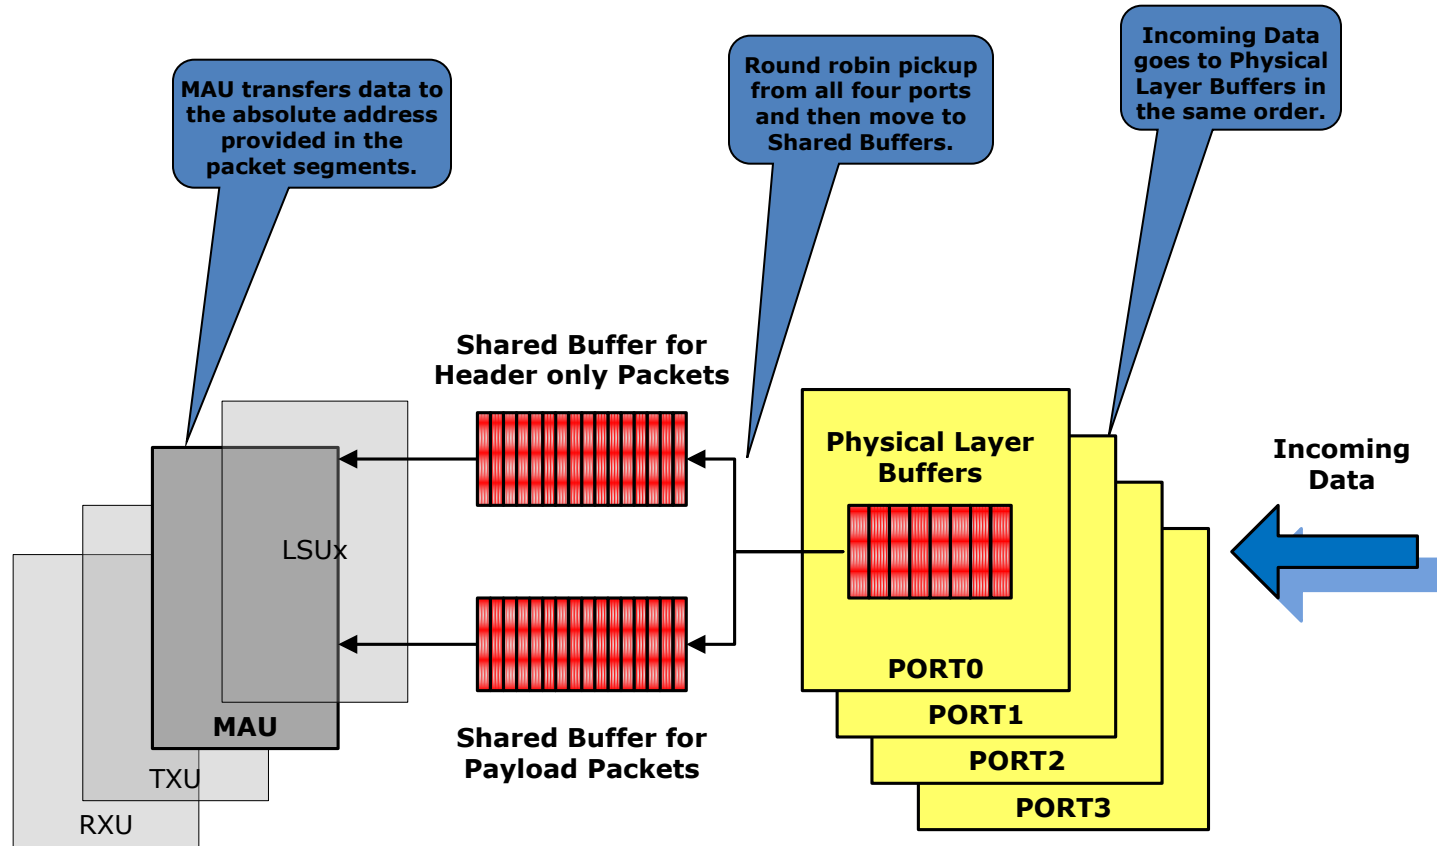 MAU transfers data to
the absolute address
provided in the
packet segments.
Round robin pickup
from all four ports
and then move to
Shared Buffers.
Incoming Data
goes to Physical
Layer Buffers in
the same order.
Shared Buffer for
Header only Packets
Physical Layer
Buffers
Incoming
Data
LSUx
PORT0
MAU
PORT1
Shared Buffer for
Payload Packets
PORT2
TXU
PORT3
RXU